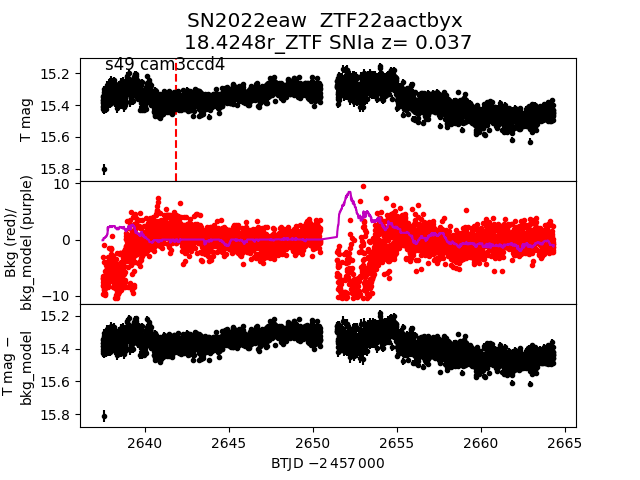 SN2022eaw  ZTF22aactbyx
18.4248r_ZTF SNIa z= 0.037
s49 cam3ccd4
T mag
15.2
15.4
15.6
15.8
Bkg (red)/
bkg_model (purple)
10
0
−10
T mag −
bkg_model
15.2
15.4
15.6
15.8
2640 2645 2650 2655 2660 2665
BTJD −2 457 000